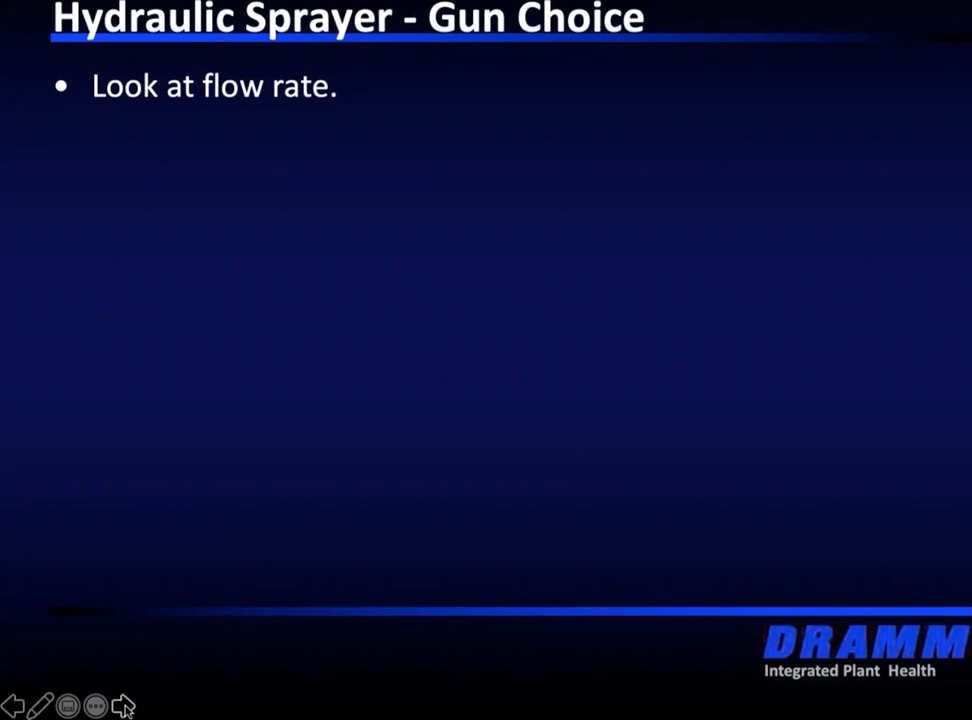 Hydraulic Sprayer - Gun Choice
• Look at flow rate.
DRAMM
Integrated Plant Health